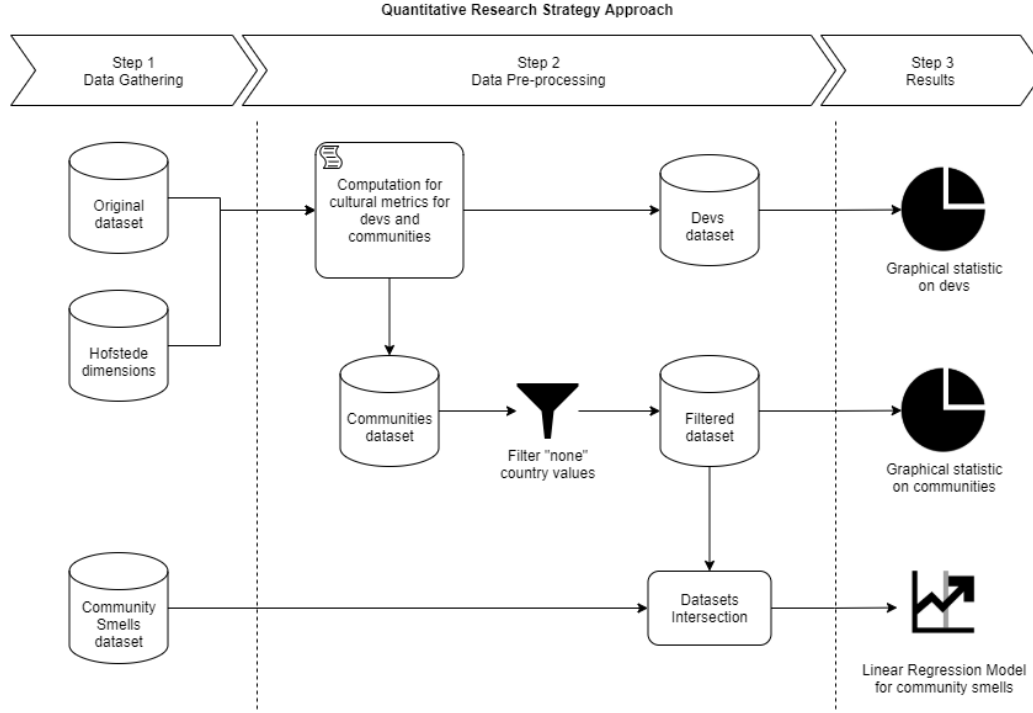 Quantitative Research Strategy Approach
Step 1
Data Gathering
Step 2
Data Pre-processing
Step 3
Results
Original
dataset
Computation for
cultural metrics for
devs and
communities
Devs
dataset
Graphical statistic
on devs
Hofstede
dimensions
Communities
dataset
Filter "none"
country values
Filtered
dataset
Graphical statistic
on communities
Community
Smells
dataset
Datasets
Intersection
Linear Regression Model
for community smells